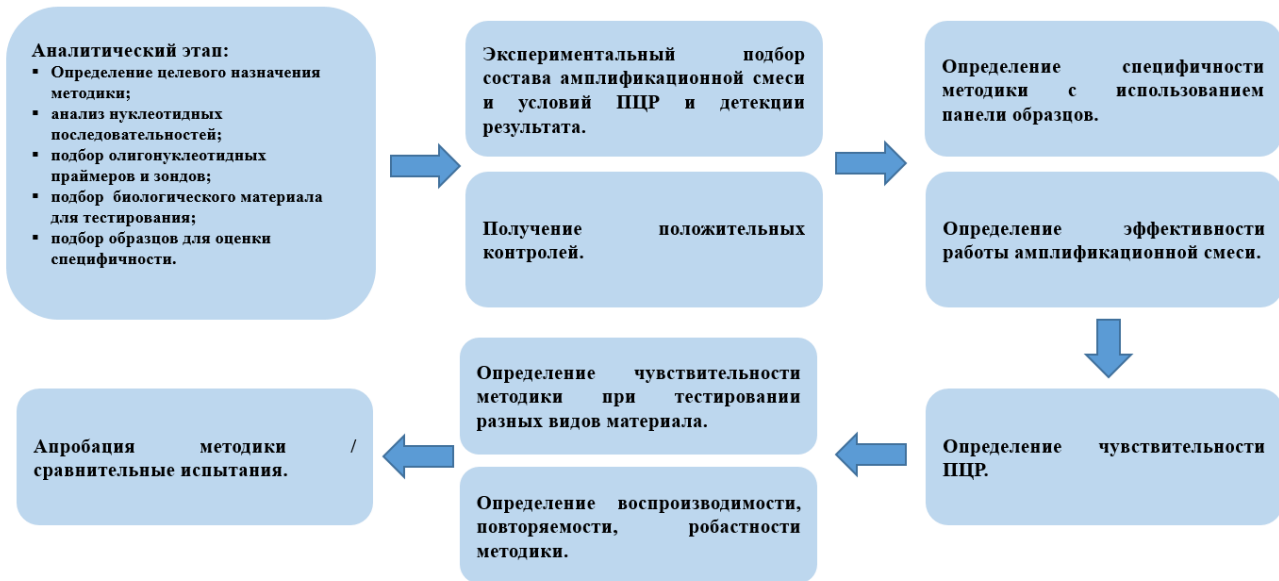 Аналитический этап:
▪ Определение целевого назначения
методики;
▪ анализ нуклеотидных
последовательностей;
▪ подбор олигонуклеотидных
праймеров и зондов;
▪ подбор биологического материала
для тестирования;
▪ подбор образцов для оценки
специфичности.
Экспериментальный подбор
состава амплификационной смеси
и условий ПЦР и детекции
результата.
Получение положительных
контролей.
Определение специфичности
методики с использованием
панели образцов.
Определение эффективности
работы амплификационной смеси.
Определение чувствительности
ПЦР.
Определение чувствительности
методики при тестировании
разных видов материала.
Определение воспроизводимости,
повторяемости, робастности
методики.
Апробация методики /
сравнительные испытания.